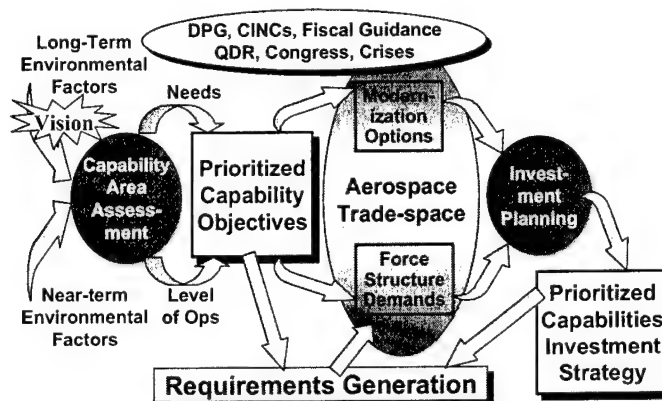 DPG, CINCs, Fiscal Guidance
QDR, Congress, Crises
Long-Term
Environmental
Factors
Vision
Needs
Capability
Area
Assess-
ment
Near-term
Environmental
Factors
Level
of Ops
Prioritized
Capability
Objectives
Modern-
ization
Options
Aerospace
Trade-space
Force
Structure
Demands
Invest-
ment
Planning
Prioritized
Capabilities
Investment
Strategy
Requirements Generation